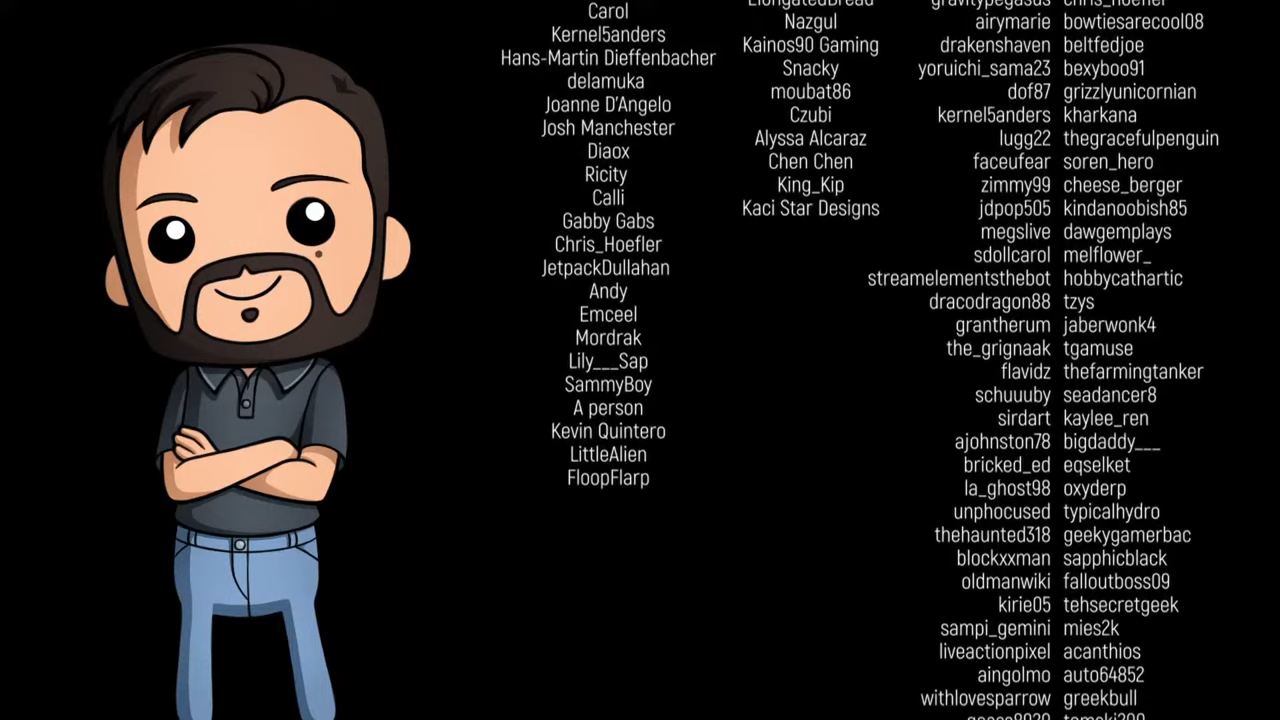 Carol
Kernel5anders
Hans-Martin Dieffenbacher
delamuka
Joanne D'Angelo
Josh Manchester
Diaox
Ricity
Calli
Gabby Gabs
Chris_Hoefler
JetpackDullahan
Andy
Emceel
Mordrak
Lily___Sap
SammyBoy
A person
Kevin Quintero
LittleAlien
FloopFlarp
ElongatedBread
Nazgul
Kainos90 Gaming
Snacky
moubat86
Czubi
Alyssa Alcaraz
Chen Chen
King_Kip
Kaci Star Designs
gravitypegasus chris_hoefler
airymarie bowtiesarecool08
drakenshaven beltfedjoe
yoruichi_sama23 bexyboo91
dof87 grizzlyunicornian
kernel5anders kharkana
lugg22 thegracefulpenguin
faceufear soren_hero
zimmy99 cheese_berger
jdpop505 kindanoobish85
megslive dawgemplays
sdollcarol melflower_
streamelementsthebot hobbycathartic
dracodragon88 tzys
grantherum jaberwonk4
the_grignaak tgamuse
flavidz thefarmingtanker
schuuuby seadancer8
sirdart kaylee_ren
ajohnston78 bigdaddy___
bricked_ed eqselket
la_ghost98 oxyderp
unphocused typicalhydro
thehaunted318 geekygamerbac
blockxxman sapphicblack
oldmanwiki falloutboss09
kirie05 tehsecretgeek
sampi_gemini mies2k
liveactionpixel acanthios
aingolmo auto64852
withlovesparrow greekbull